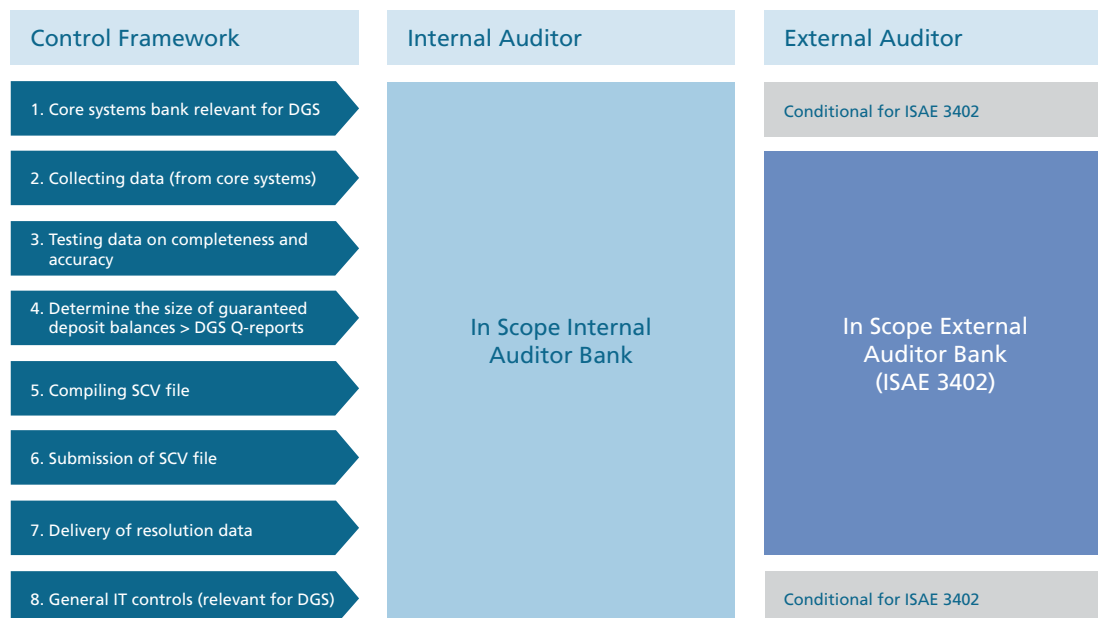 Control Framework
Internal Auditor
External Auditor
1. Core systems bank relevant for DGS
Conditional for ISAE 3402
2. Collecting data (from core systems)
3. Testing data on completeness and
accuracy
4. Determine the size of guaranteed
deposit balances > DGS Q-reports
In Scope Internal
Auditor Bank
In Scope External
Auditor Bank
(ISAE 3402)
5. Compiling SCV file
6. Submission of SCV file
7. Delivery of resolution data
8. General IT controls (relevant for DGS)
Conditional for ISAE 3402